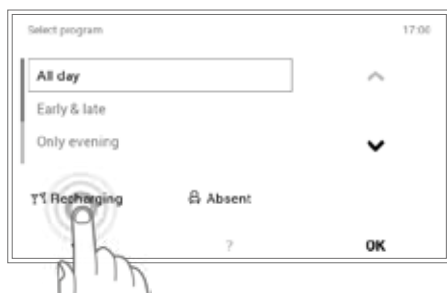 Select program 17:00
All day
Early & late
Only evening
Recharging Absent
? OK